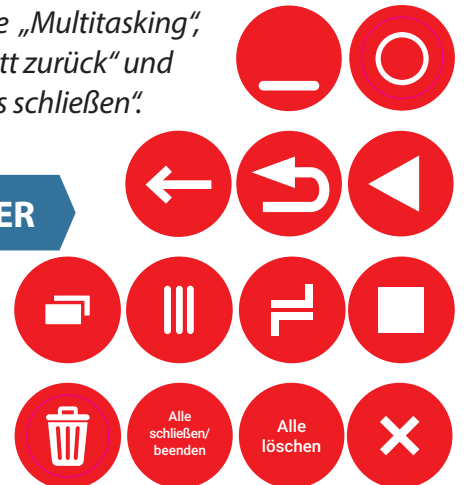 e „Multitasking“,
tt zurück“ und
s schließen“.
ER
Alle
schließen/
beenden
Alle
löschen